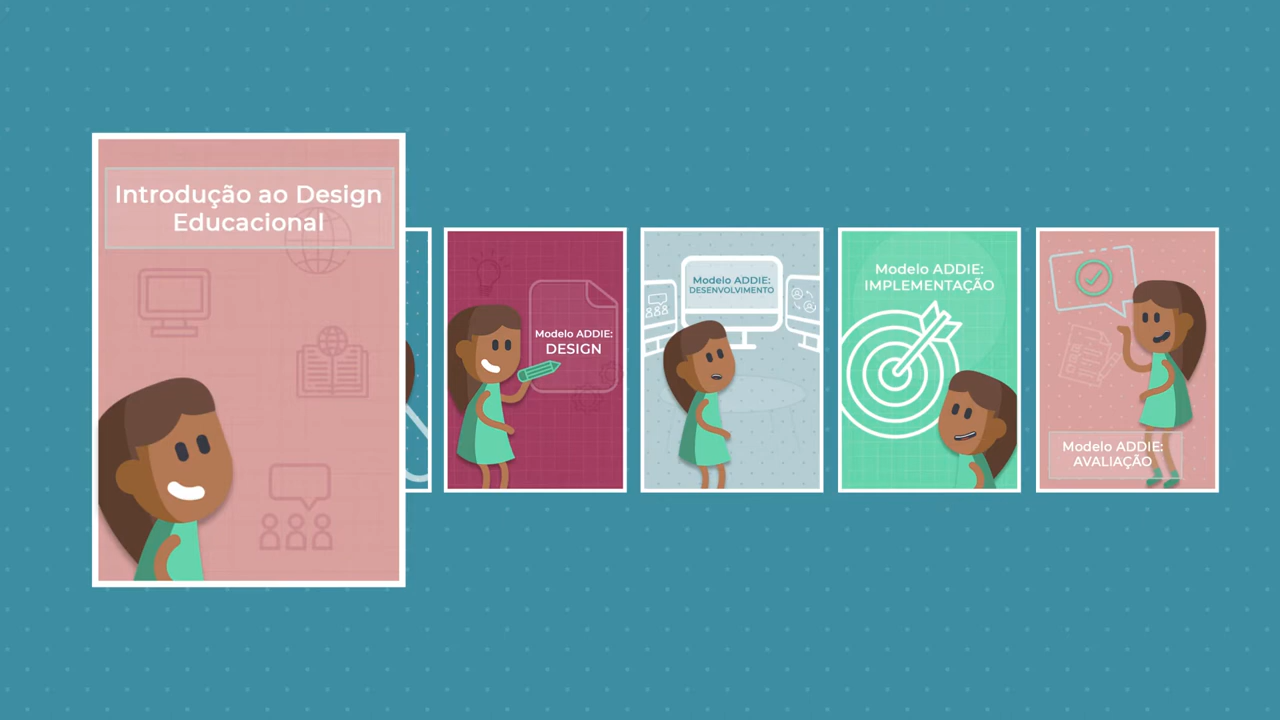 Introdução ao Design
Educacional
Modelo ADDIE:
DESIGN
Modelo ADDIE:
DESENVOLVIMENTO
Modelo ADDIE:
IMPLEMENTAÇÃO
Modelo ADDIE:
AVALIAÇÃO